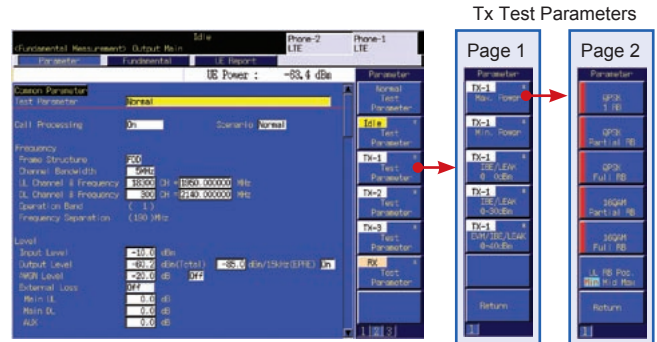 Tx Test Parameters
Idle
Phone-2
LTE
Phone-1
LTE
<Fundamental Measurement> Output Main
Parameter
Fundamental
UE Report
UE Power : -63.4 dBm
Common Parameter
Test Parameter Normal
Call Processing On Scenario Normal
Frequency
Frame Structure FDD
Channel Bandwidth 5MHz
UL Channel & Frequency 18300 CH = 1950.000000 MHz
DL Channel & Frequency 300 CH = 2140.000000 MHz
Operation Band ( 1 )
Frequency Separation ( 190 )MHz
Level
Input Level -10.0 dBm
Output Level -60.2 dBm(Total) -85.0 dBm/15kHz(EPRE) On
AWGN Level -20.0 dB Off
External Loss Off
Main UL 0.0 dB
Main DL 0.0 dB
AUX 0.0 dB
Parameter
Normal
Test
Parameter
Idle *
Test
Parameter
TX-1 *
Test
Parameter
TX-2 *
Test
Parameter
TX-3 *
Test
Parameter
RX *
Test
Parameter
1 2 3
Page 1
Parameter
TX-1 *
Max. Power
TX-1 *
Min. Power
TX-1 *
IBE/LEAK
TX-1 *
IBE/LEAK
0-30dBm
TX-1 *
EVM/IBE/LEAK
0-40dBm
Return
1
Page 2
Parameter
QPSK
1 RB
QPSK
Partial RB
QPSK
Full RB
16QAM
Partial RB
16QAM
Full RB
UL RB Pos.
Min Mid Max
Return
1